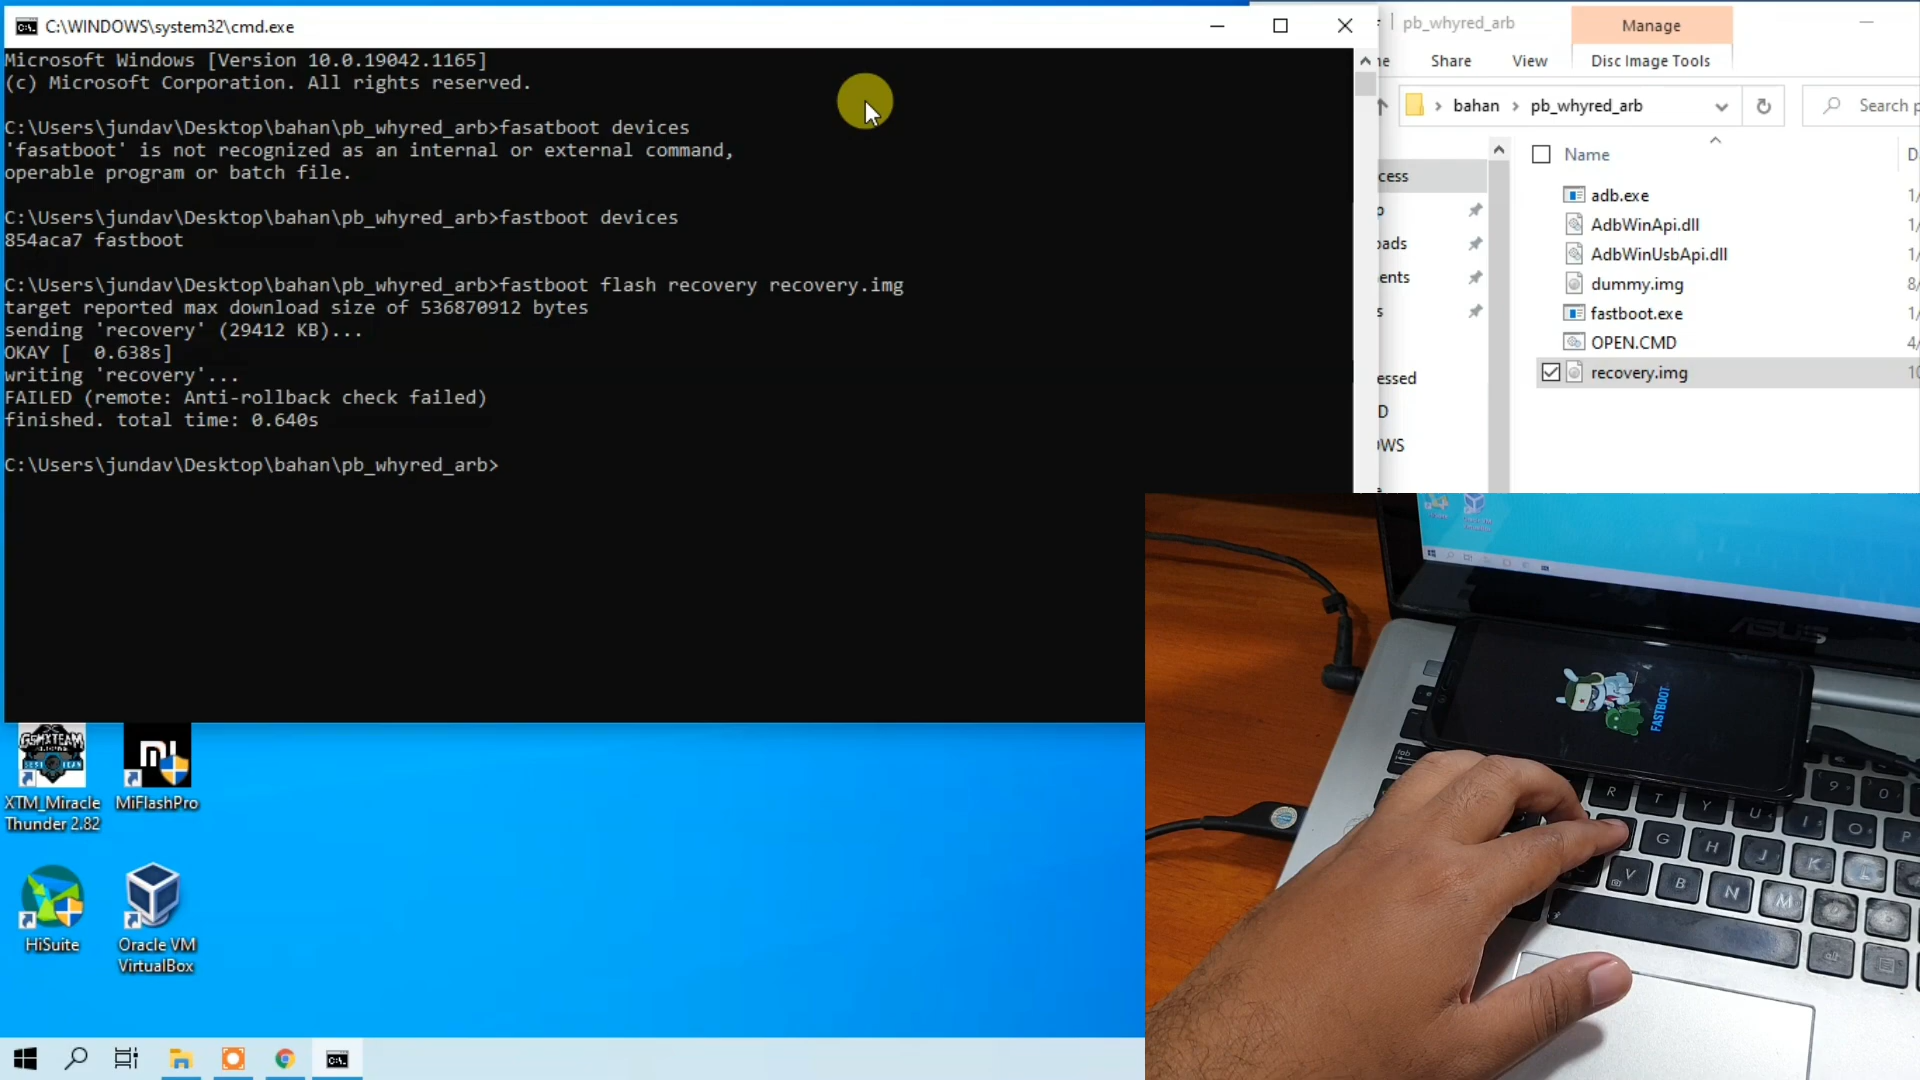 C:\WINDOWS\system32\cmd.exe
Microsoft Windows [Version 10.0.19042.1165]
(c) Microsoft Corporation. All rights reserved.
C:\Users\jundav\Desktop\bahan\pb_whyred_arb>fasatboot devices
'fasatboot' is not recognized as an internal or external command,
operable program or batch file.
C:\Users\jundav\Desktop\bahan\pb_whyred_arb>fastboot devices
854aca7 fastboot
C:\Users\jundav\Desktop\bahan\pb_whyred_arb>fastboot flash recovery recovery.img
target reported max download size of 536870912 bytes
sending 'recovery' (29412 KB)...
OKAY [  0.638s]
writing 'recovery'...
FAILED (remote: Anti-rollback check failed)
finished. total time: 0.640s
C:\Users\jundav\Desktop\bahan\pb_whyred_arb>
pb_whyred_arb
Manage
Share View Disc Image Tools
bahan > pb_whyred_arb
Search
Name
adb.exe
AdbWinApi.dll
AdbWinUsbApi.dll
dummy.img
fastboot.exe
OPEN.CMD
recovery.img
XTM_Miracle
Thunder 2.82
MiFlashPro
HiSuite
Oracle VM
VirtualBox
ASUS
FASTBOOT
tab
R T Y U I O P
G H J K
V B N M
9 0